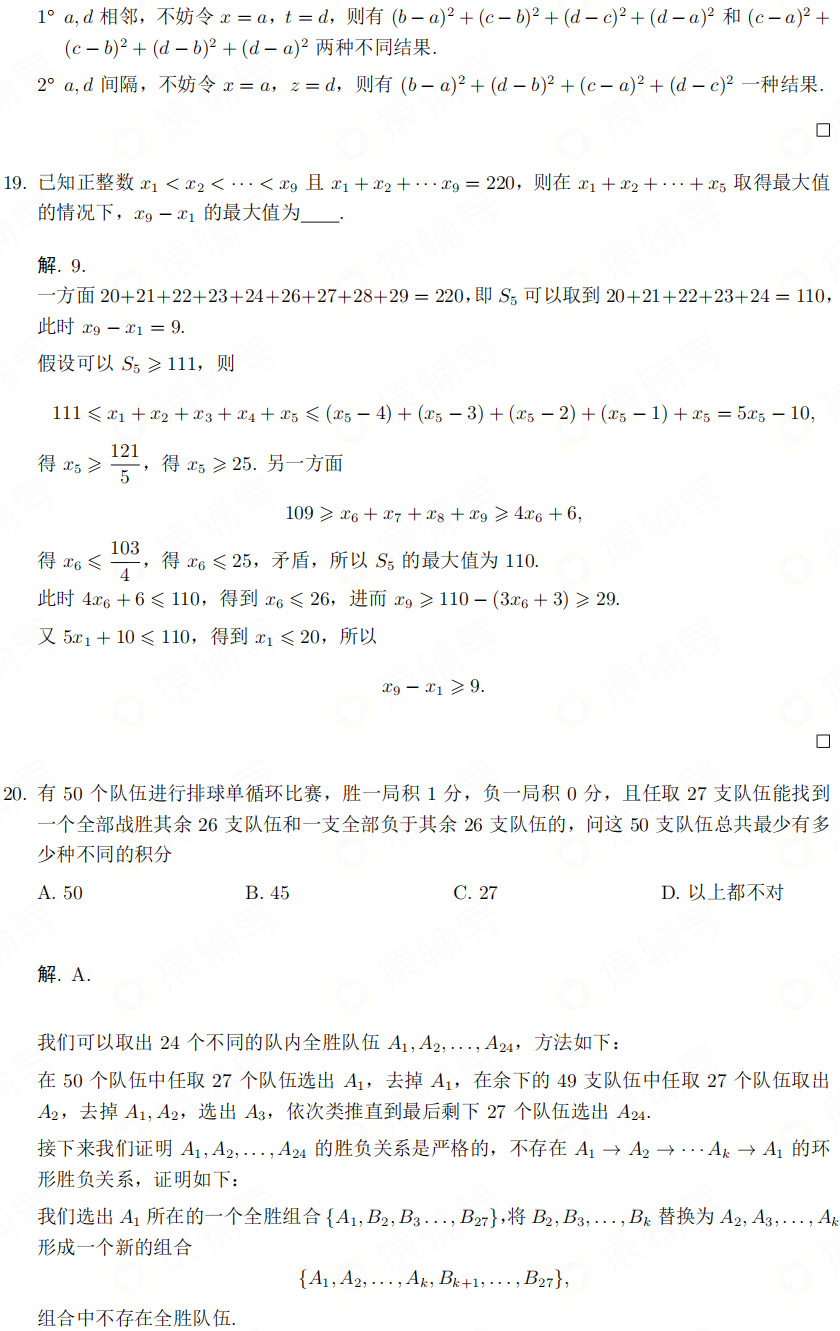 1° a, d 相邻，不妨令 x = a，t = d，则有 (b − a)² + (c − b)² + (d − c)² + (d − a)² 和 (c − a)² +
(c − b)² + (d − b)² + (d − a)² 两种不同结果.
2° a, d 间隔，不妨令 x = a，z = d，则有 (b − a)² + (d − b)² + (c − a)² + (d − c)² 一种结果.
□
19. 已知正整数 x₁ < x₂ < ··· < x₉ 且 x₁ + x₂ + ··· x₉ = 220，则在 x₁ + x₂ + ··· + x₅ 取得最大值
的情况下，x₉ − x₁ 的最大值为____.
解. 9.
一方面 20+21+22+23+24+26+27+28+29 = 220，即 S₅ 可以取到 20+21+22+23+24 = 110，
此时 x₉ − x₁ = 9.
假设可以 S₅ ⩾ 111，则
111 ⩽ x₁ + x₂ + x₃ + x₄ + x₅ ⩽ (x₅ − 4) + (x₅ − 3) + (x₅ − 2) + (x₅ − 1) + x₅ = 5x₅ − 10,
得 x₅ ⩾ 121/5，得 x₅ ⩾ 25. 另一方面
109 ⩾ x₆ + x₇ + x₈ + x₉ ⩾ 4x₆ + 6,
得 x₆ ⩽ 103/4，得 x₆ ⩽ 25，矛盾，所以 S₅ 的最大值为 110.
此时 4x₆ + 6 ⩽ 110，得到 x₆ ⩽ 26，进而 x₉ ⩾ 110 − (3x₆ + 3) ⩾ 29.
又 5x₁ + 10 ⩽ 110，得到 x₁ ⩽ 20，所以
x₉ − x₁ ⩾ 9.
□
20. 有 50 个队伍进行排球单循环比赛，胜一局积 1 分，负一局积 0 分，且任取 27 支队伍能找到
一个全部战胜其余 26 支队伍和一支全部负于其余 26 支队伍的，问这 50 支队伍总共最少有多
少种不同的积分
A. 50 B. 45 C. 27 D. 以上都不对
解. A.
我们可以取出 24 个不同的队内全胜队伍 A₁, A₂, . . . , A₂₄，方法如下：
在 50 个队伍中任取 27 个队伍选出 A₁，去掉 A₁，在余下的 49 支队伍中任取 27 个队伍取出
A₂，去掉 A₁, A₂，选出 A₃，依次类推直到最后剩下 27 个队伍选出 A₂₄.
接下来我们证明 A₁, A₂, . . . , A₂₄ 的胜负关系是严格的，不存在 A₁ → A₂ → ··· Aₖ → A₁ 的环
形胜负关系，证明如下：
我们选出 A₁ 所在的一个全胜组合 {A₁, B₂, B₃ . . . , B₂₇}，将 B₂, B₃, . . . , Bₖ 替换为 A₂, A₃, . . . , Aₖ
形成一个新的组合
{A₁, A₂, . . . , Aₖ, Bₖ₊₁, . . . , B₂₇},
组合中不存在全胜队伍.